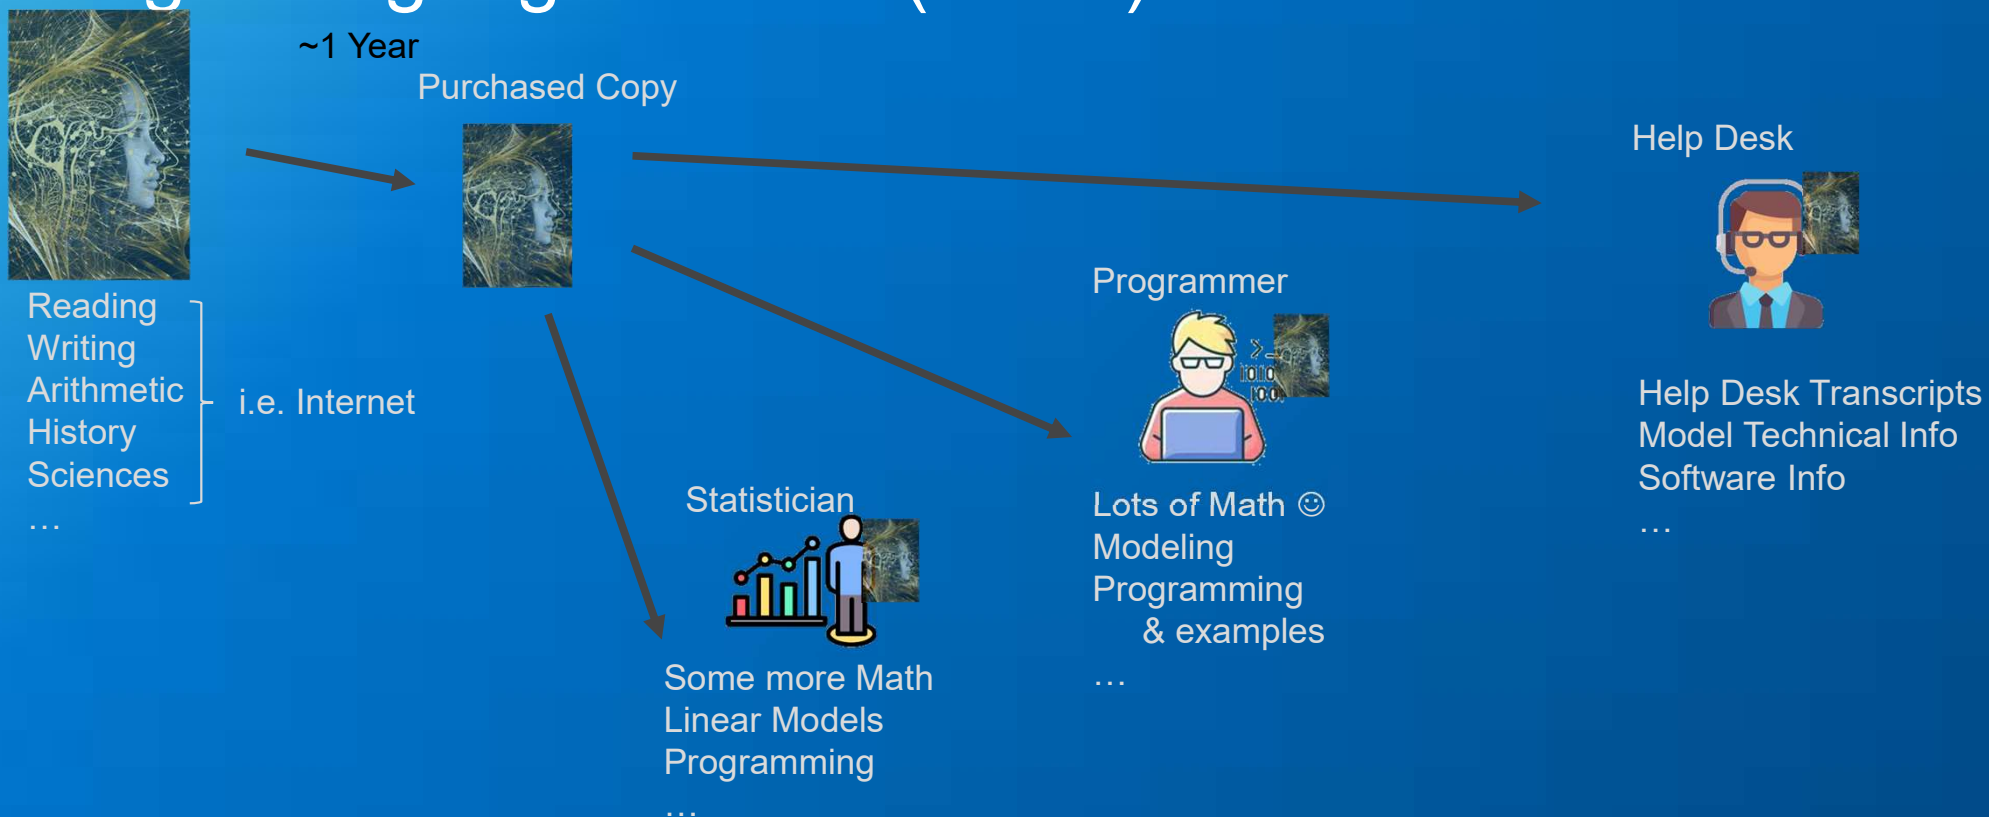 ~1 Year
Purchased Copy
Help Desk
Reading
Writing
Arithmetic
History
Sciences
…
i.e. Internet
Programmer
Lots of Math ☺
Modeling
Programming
& examples
…
Help Desk Transcripts
Model Technical Info
Software Info
…
Statistician
Some more Math
Linear Models
Programming
…